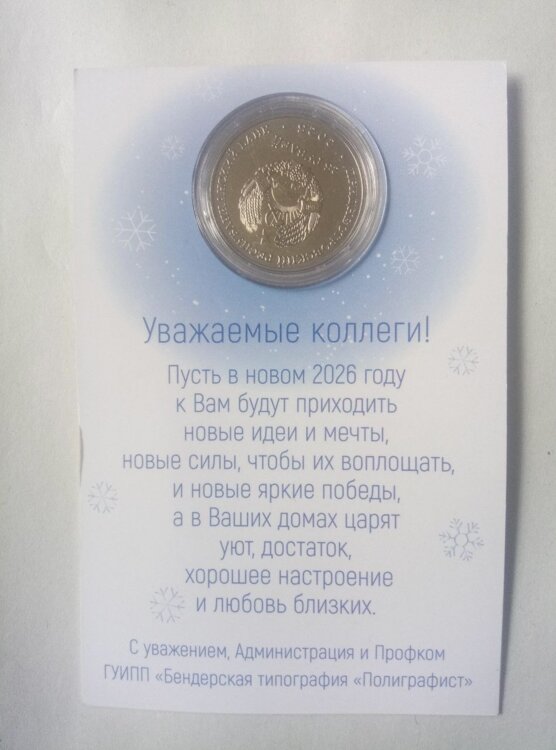 Уважаемые коллеги!
Пусть в новом 2026 году
к Вам будут приходить
новые идеи и мечты,
новые силы, чтобы их воплощать,
и новые яркие победы,
а в Ваших домах царят
уют, достаток,
хорошее настроение
и любовь близких.
С уважением, Администрация и Профком
ГУИПП «Бендерская типография «Полиграфист»